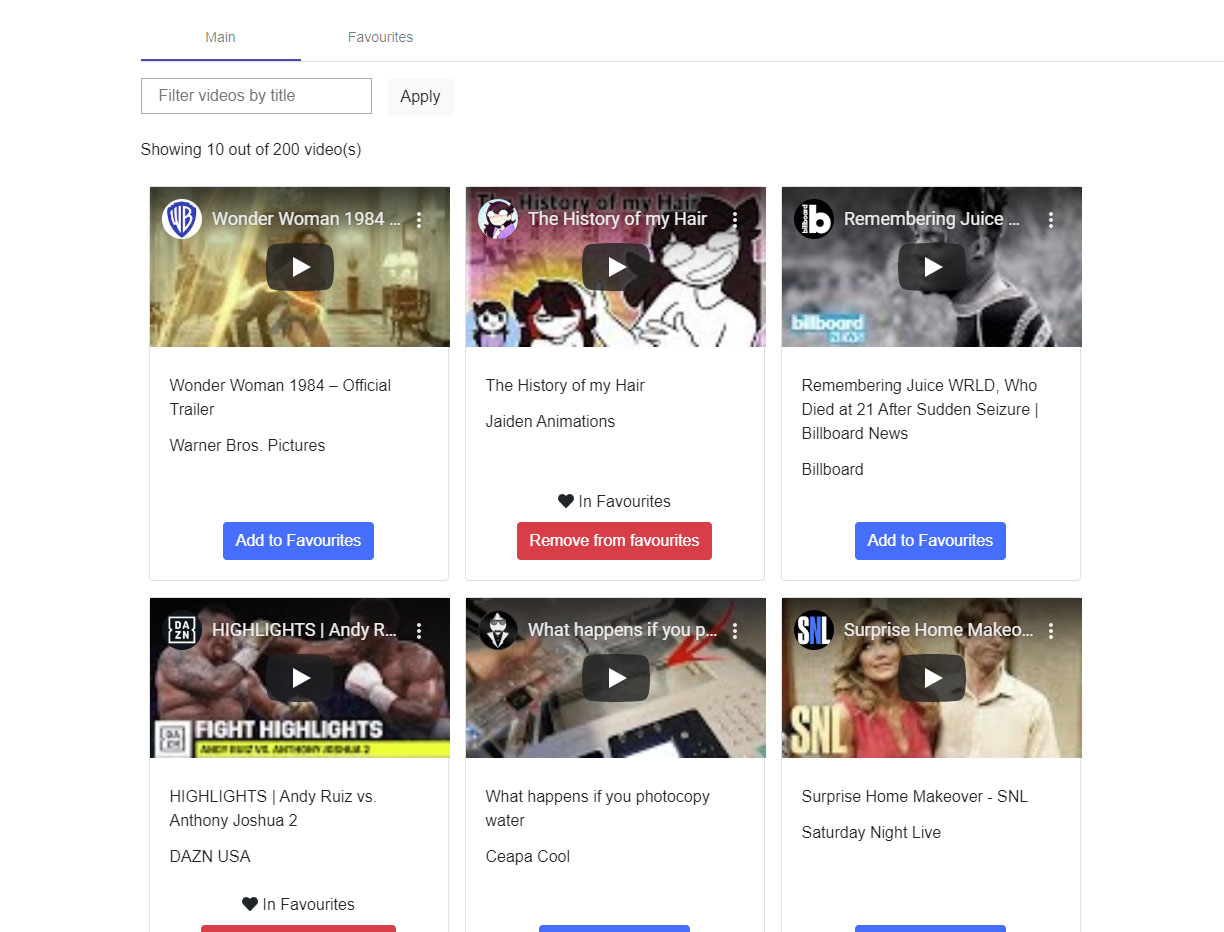 Main
Favourites
Filter videos by title
Apply
Showing 10 out of 200 video(s)
WB
Wonder Woman 1984 ...
The History of my Hair
The History of my Hair
billboard
b
Remembering Juice ...
billboard
NEWS
Wonder Woman 1984 – Official
Trailer
Warner Bros. Pictures
The History of my Hair
Jaiden Animations
Remembering Juice WRLD, Who
Died at 21 After Sudden Seizure |
Billboard News
Billboard
In Favourites
Add to Favourites
Remove from favourites
Add to Favourites
DAZN
HIGHLIGHTS | Andy R...
What happens if you p...
SNL
Surprise Home Makeo...
DAZN
FIGHT HIGHLIGHTS
ANDY RUIZ VS. ANTHONY JOSHUA 2
SNL
HIGHLIGHTS | Andy Ruiz vs.
Anthony Joshua 2
DAZN USA
What happens if you photocopy
water
Ceapa Cool
Surprise Home Makeover - SNL
Saturday Night Live
In Favourites